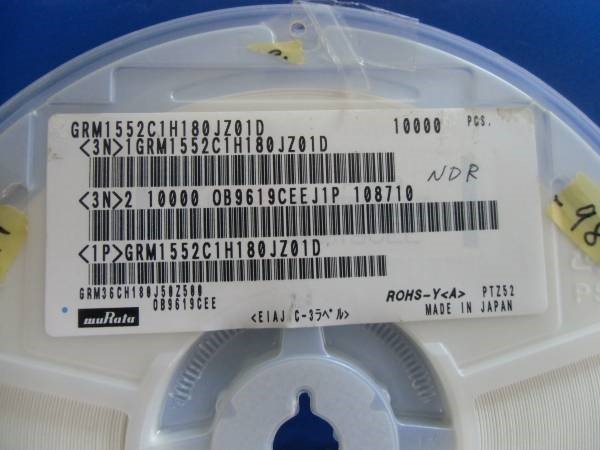 GRM1552C1H180JZ01D 10000 PCS.
<3N>1GRM1552C1H180JZ01D
NDR
<3N>2 10000 OB9619CEEJ1P 108710
<1P>GRM1552C1H180JZ01D
GRM36CH180J50Z500
OB9619CEE
ROHS-Y<A> PTZ52
muRata
<EIAJ C-3ラベル>
MADE IN JAPAN
-98